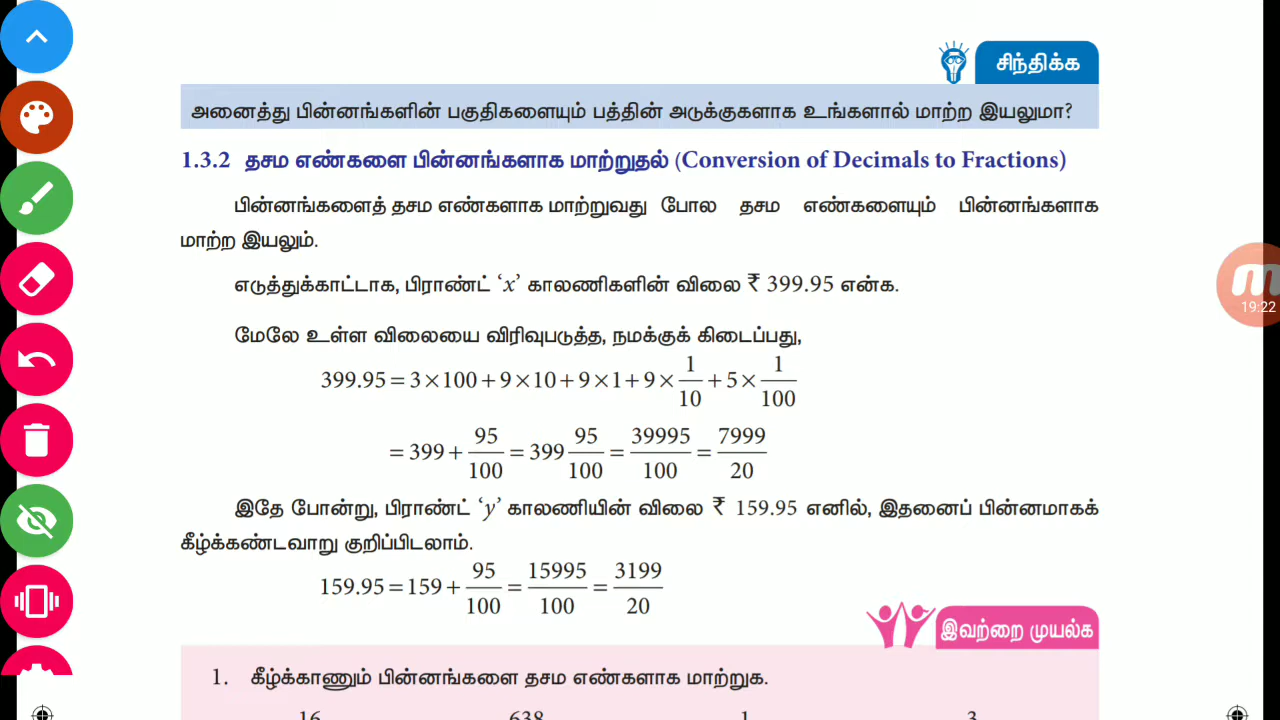 சிந்திக்க
அனைத்து பின்னங்களின் பகுதிகளையும் பத்தின் அடுக்குகளாக உங்களால் மாற்ற இயலுமா?
1.3.2 தசம எண்களை பின்னங்களாக மாற்றுதல் (Conversion of Decimals to Fractions)
பின்னங்களைத் தசம எண்களாக மாற்றுவது போல தசம எண்களையும் பின்னங்களாக
மாற்ற இயலும்.
எடுத்துக்காட்டாக, பிராண்ட் ‘x’ காலணிகளின் விலை ₹ 399.95 என்க.
மேலே உள்ள விலையை விரிவுபடுத்த, நமக்குக் கிடைப்பது,
399.95 = 3×100+9×10+9×1+9×1/10+5×1/100
= 399+95/100 = 399 95/100 = 39995/100 = 7999/20
இதே போன்று, பிராண்ட் ‘y’ காலணியின் விலை ₹ 159.95 எனில், இதனைப் பின்னமாகக்
கீழ்க்கண்டவாறு குறிப்பிடலாம்.
159.95 = 159+95/100 = 15995/100 = 3199/20
இவற்றை முயல்க
1. கீழ்க்காணும் பின்னங்களை தசம எண்களாக மாற்றுக.
16 638 1 3
19:22